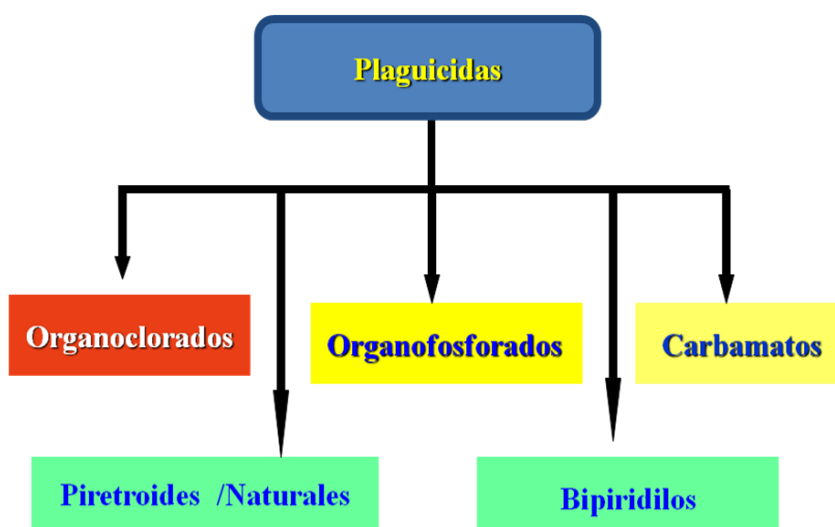 Plaguicidas
Organoclorados
Organofosforados
Carbamatos
Piretroides /Naturales
Bipiridilos